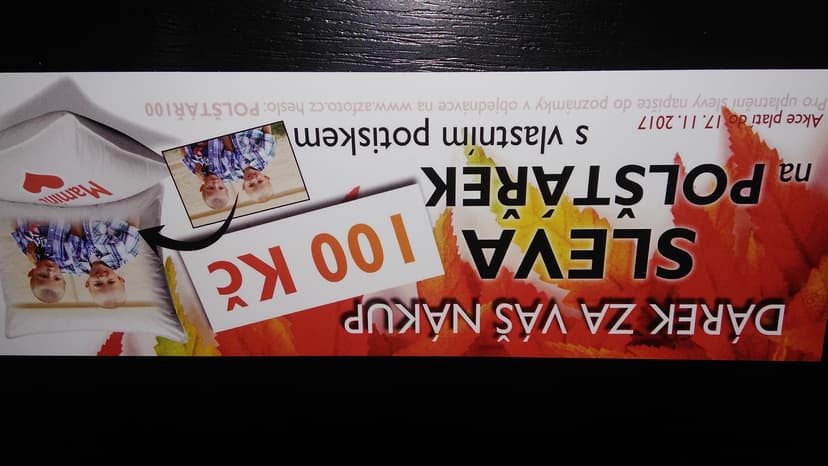 DÁREK ZA VÁŠ NÁKUP
SLEVA
100 Kč
na POLŠTÁŘEK
s vlastním potiskem
Akce platí do 17. 11. 2017
Pro uplatnění slevy napište do poznámky v objednávce na www.azfoto.cz heslo: POLŠTÁŘ100
Mamince